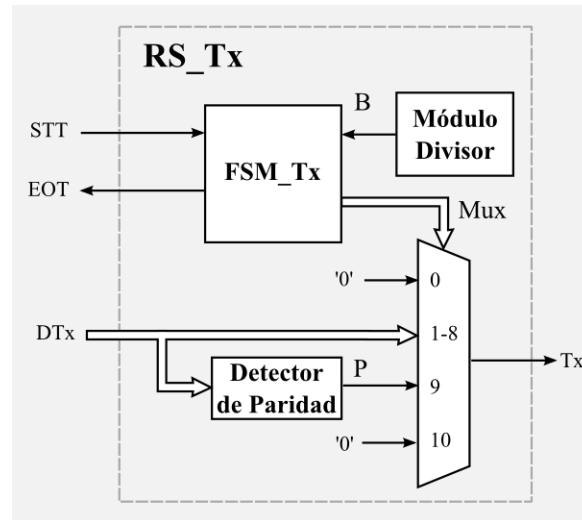 RS_Tx
B
Módulo
Divisor
STT
FSM_Tx
EOT
Mux
'0'
0
DTx
1-8
Tx
P
Detector
de Paridad
9
'0'
10